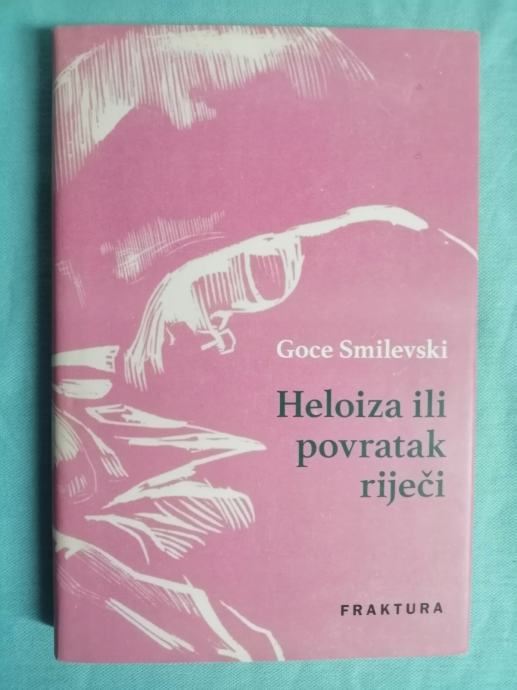 Goce Smilevski
Heloiza ili
povratak
riječi
FRAKTURA